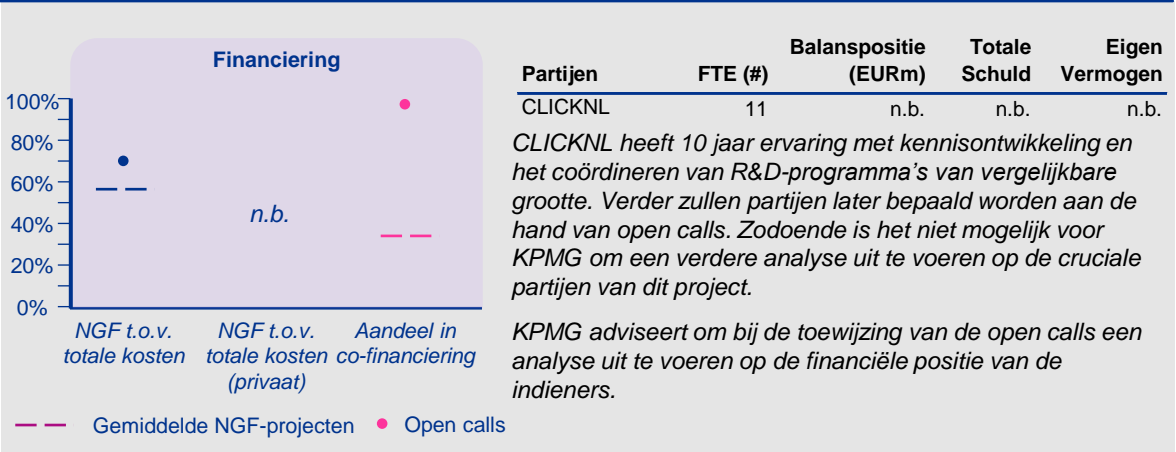 Financiering
100%
80%
60%
40%
20%
0%
n.b.
NGF t.o.v.
totale kosten
NGF t.o.v.
totale kosten
(privaat)
Aandeel in
co-financiering
Gemiddelde NGF-projecten
Open calls
Partijen FTE (#) Balanspositie (EURm) Totale Schuld Eigen Vermogen
CLICKNL 11 n.b. n.b. n.b.
CLICKNL heeft 10 jaar ervaring met kennisontwikkeling en
het coördineren van R&D-programma's van vergelijkbare
grootte. Verder zullen partijen later bepaald worden aan de
hand van open calls. Zodoende is het niet mogelijk voor
KPMG om een verdere analyse uit te voeren op de cruciale
partijen van dit project.
KPMG adviseert om bij de toewijzing van de open calls een
analyse uit te voeren op de financiële positie van de
indieners.